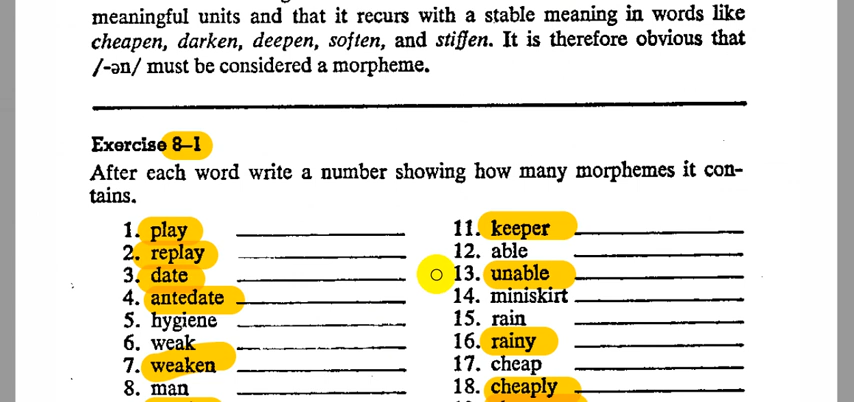 meaningful units and that it recurs with a stable meaning in words like
cheapen, darken, deepen, soften, and stiffen. It is therefore obvious that
/-ən/ must be considered a morpheme.
Exercise 8–1
After each word write a number showing how many morphemes it con-
tains.
1. play
2. replay
3. date
4. antedate
5. hygiene
6. weak
7. weaken
8. man
11. keeper
12. able
13. unable
14. miniskirt
15. rain
16. rainy
17. cheap
18. cheaply